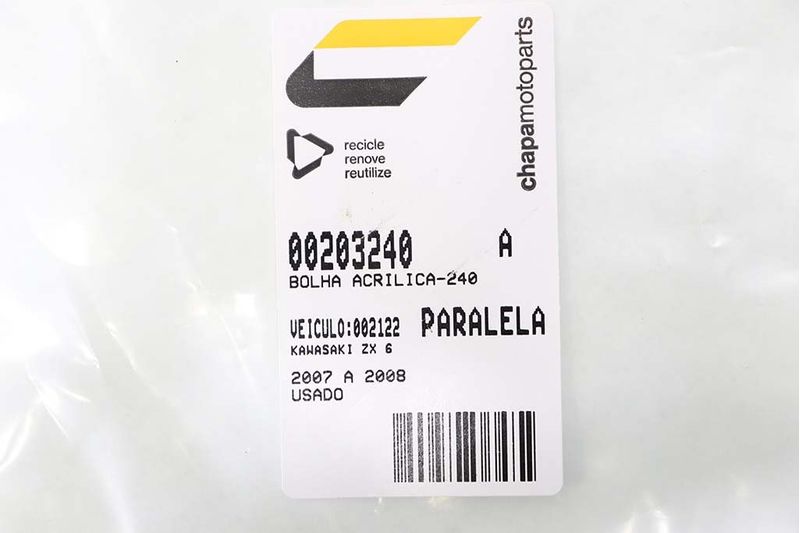 chapamotoparts
recicle
renove
reutilize
00203240 A
BOLHA ACRILICA-240
VEICULO:002122 PARALELA
KAWASAKI ZX 6
2007 A 2008
USADO